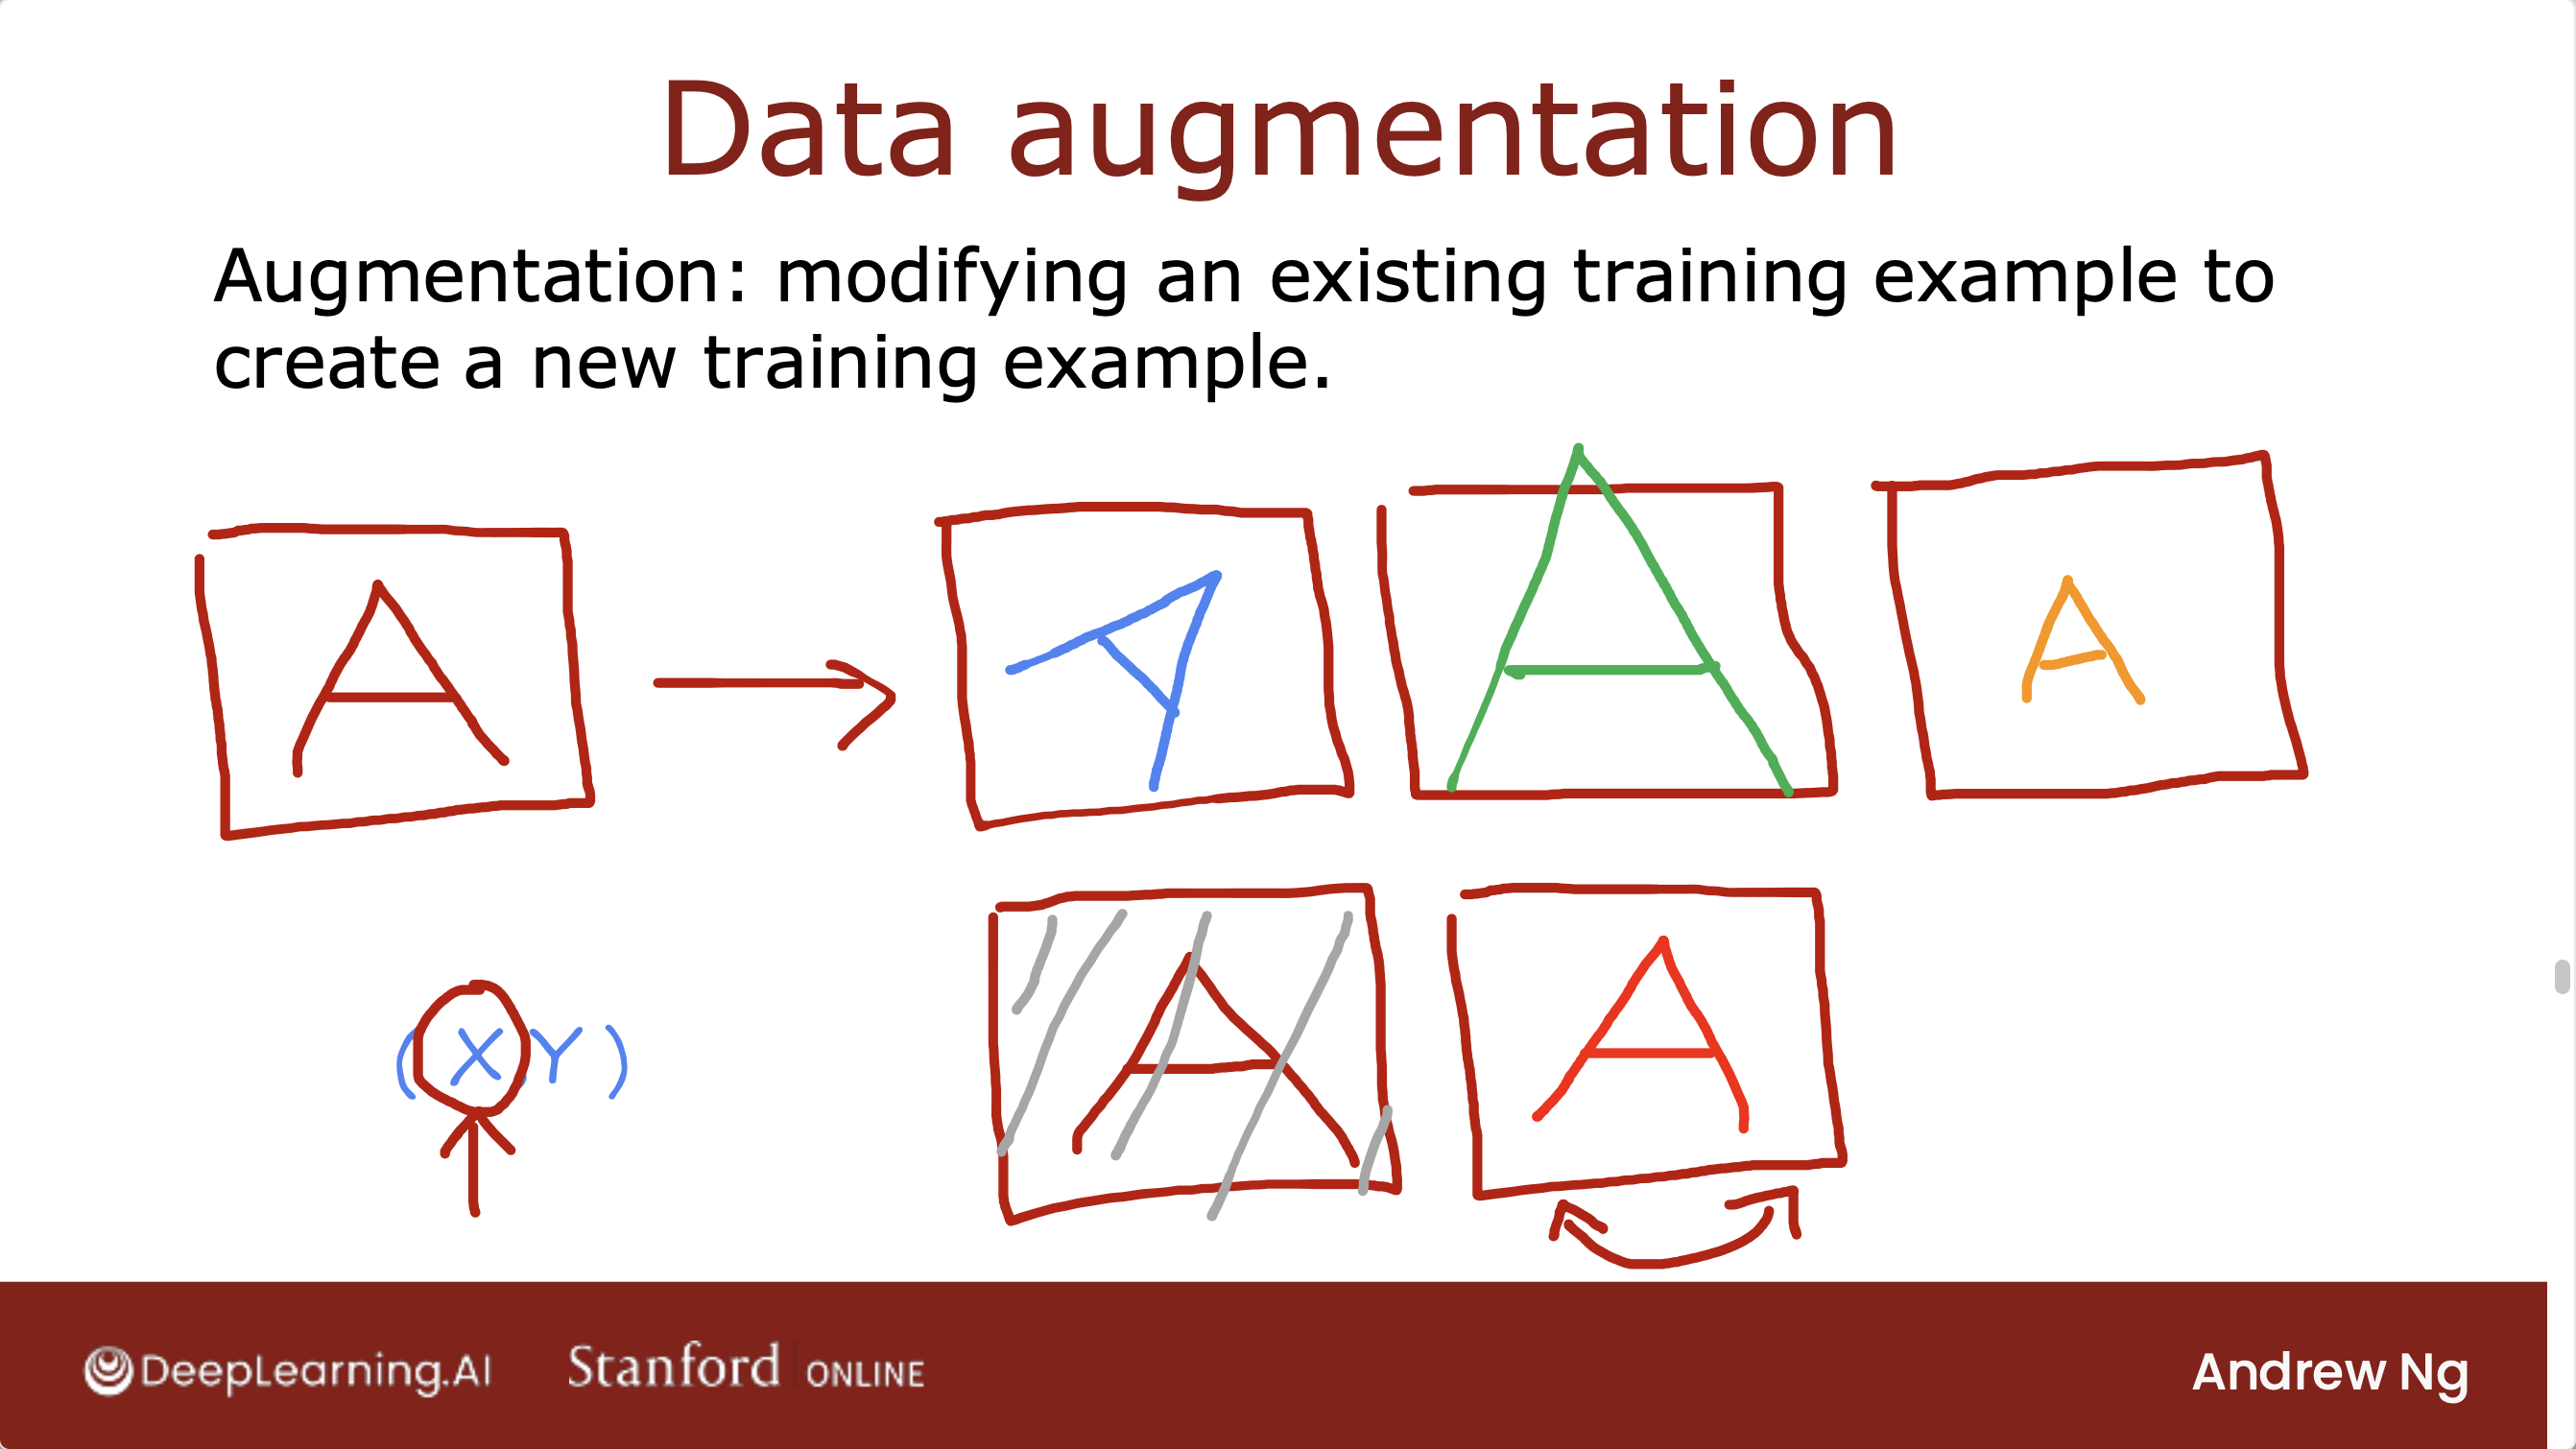 Data augmentation
Augmentation: modifying an existing training example to
create a new training example.
A
A
A
A
(X, Y)
A
A
DeepLearning.AI
Stanford ONLINE
Andrew Ng